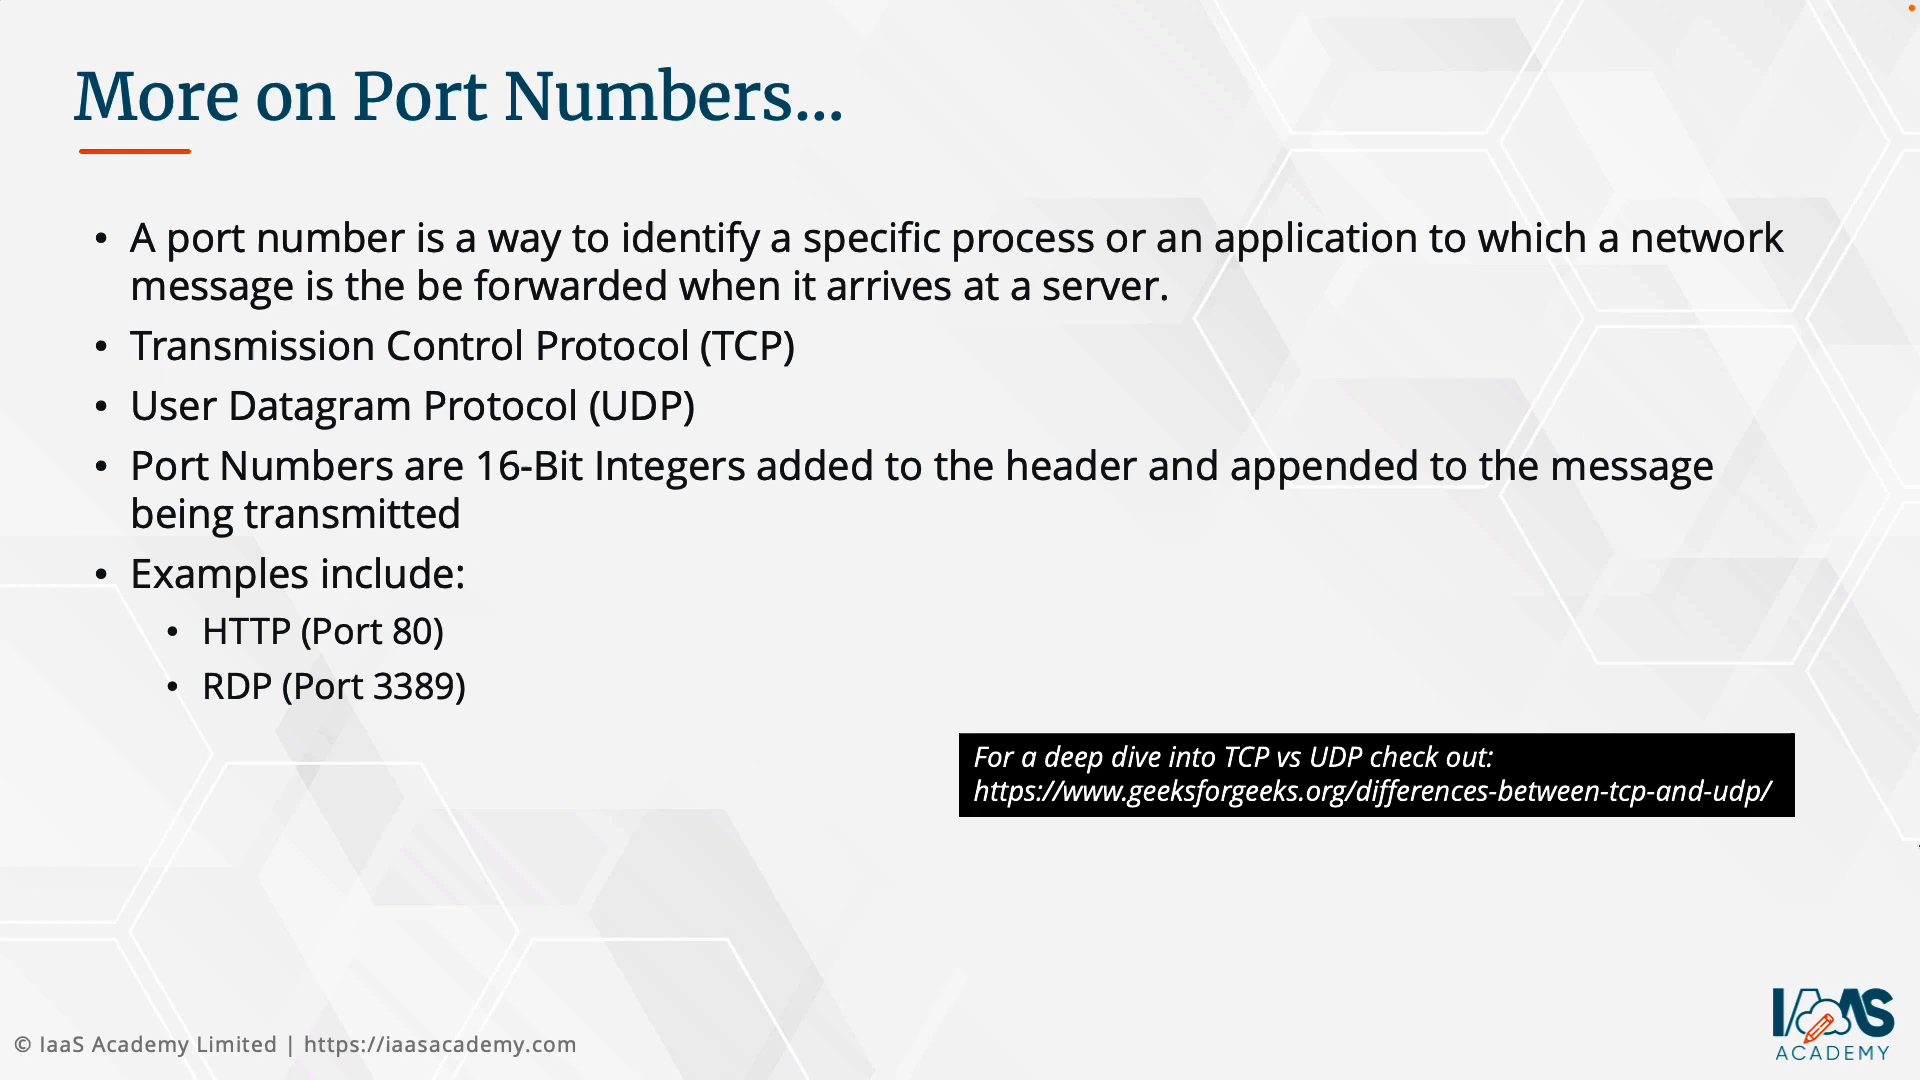 More on Port Numbers...
• A port number is a way to identify a specific process or an application to which a network
message is the be forwarded when it arrives at a server.
• Transmission Control Protocol (TCP)
• User Datagram Protocol (UDP)
• Port Numbers are 16-Bit Integers added to the header and appended to the message
being transmitted
• Examples include:
• HTTP (Port 80)
• RDP (Port 3389)
For a deep dive into TCP vs UDP check out:
https://www.geeksforgeeks.org/differences-between-tcp-and-udp/
© IaaS Academy Limited | https://iaasacademy.com
IAAS
ACADEMY